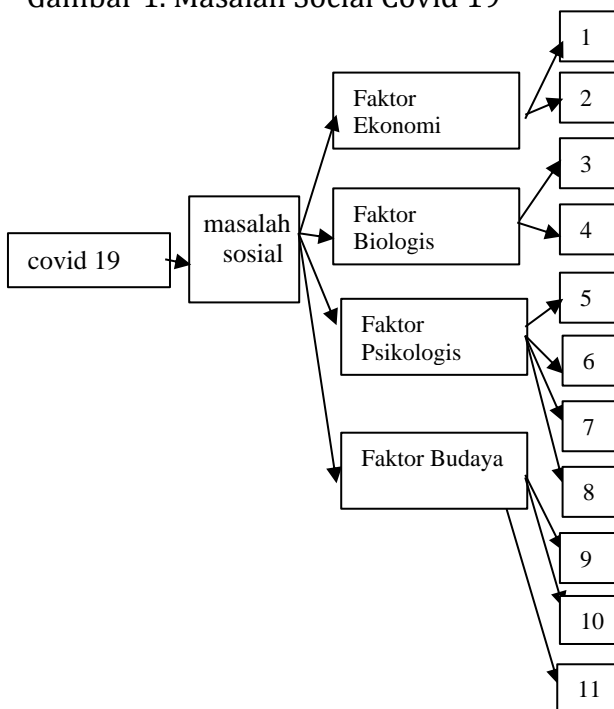 Gambar 1. Masalah Social Covid 19
1
Faktor
Ekonomi
2
3
masalah
sosial
Faktor
Biologis
4
covid 19
5
Faktor
Psikologis
6
7
Faktor Budaya
8
9
10
11